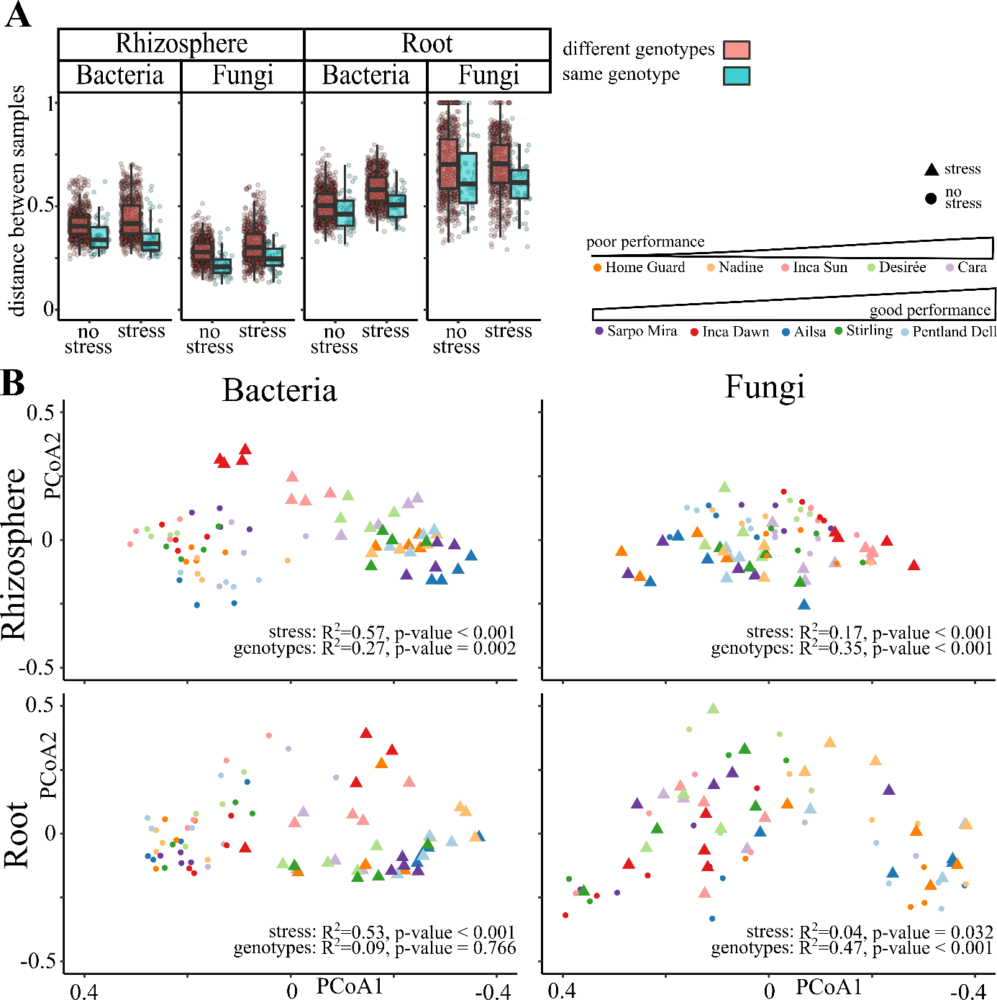 A
Rhizosphere
Root
Bacteria
Fungi
Bacteria
Fungi
different genotypes
same genotype
distance between samples
1
0.5
0
no
stress
stress
no
stress
stress
no
stress
stress
no
stress
stress
stress
no
stress
poor performance
Home Guard
Nadine
Inca Sun
Desirée
Cara
good performance
Sarpo Mira
Inca Dawn
Ailsa
Stirling
Pentland Dell
B
Bacteria
Fungi
Rhizosphere
PCoA2
0.5
0
-0.5
stress: R²=0.57, p-value < 0.001
genotypes: R²=0.27, p-value = 0.002
stress: R²=0.17, p-value < 0.001
genotypes: R²=0.35, p-value < 0.001
Root
PCoA2
0.5
0
-0.5
stress: R²=0.53, p-value < 0.001
genotypes: R²=0.09, p-value = 0.766
stress: R²=0.04, p-value = 0.032
genotypes: R²=0.47, p-value < 0.001
0.4
0
PCoA1
-0.4
0.4
0
PCoA1
-0.4